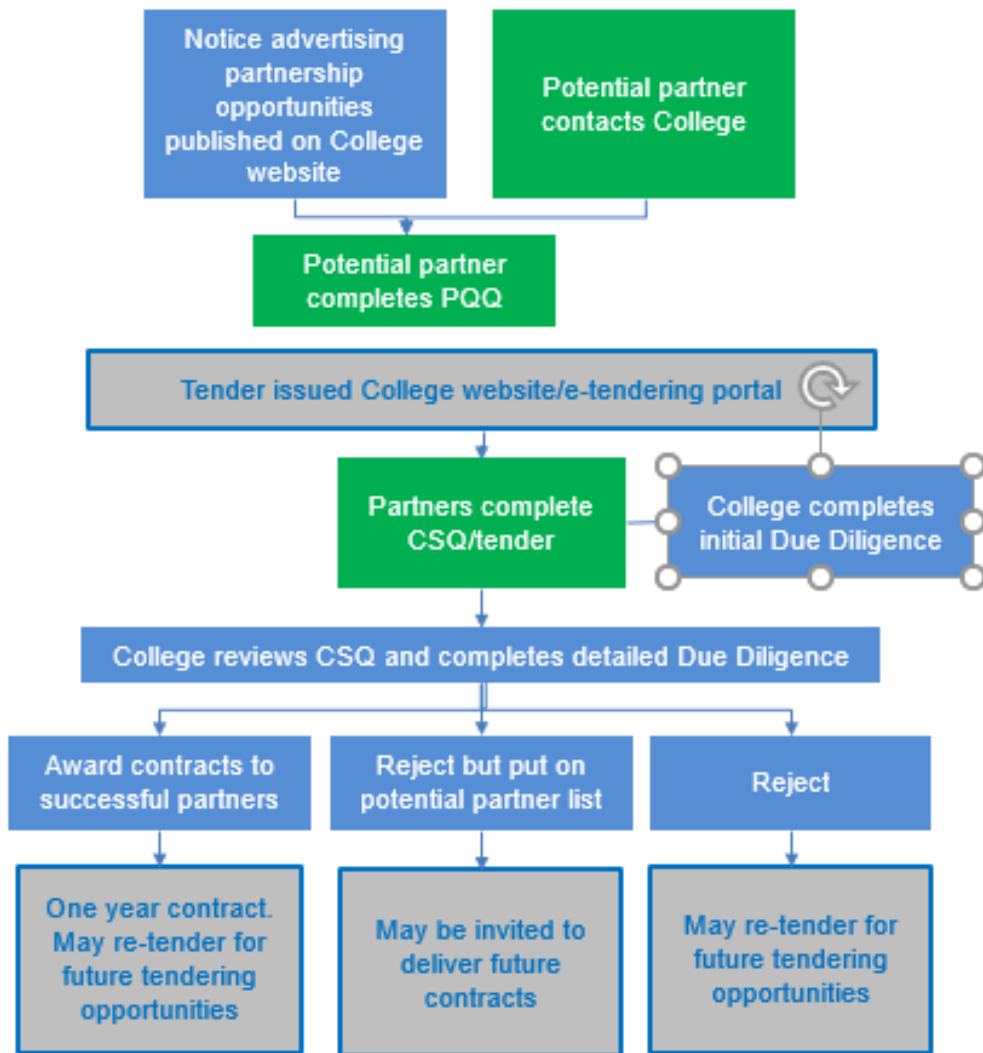 Notice advertising
partnership
opportunities
published on College
website
Potential partner
contacts College
Potential partner
completes PQQ
Tender issued College website/e-tendering portal
Partners complete
CSQ/tender
College completes
initial Due Diligence
College reviews CSQ and completes detailed Due Diligence
Award contracts to
successful partners
Reject but put on
potential partner list
Reject
One year contract.
May re-tender for
future tendering
opportunities
May be invited to
deliver future
contracts
May re-tender for
future tendering
opportunities